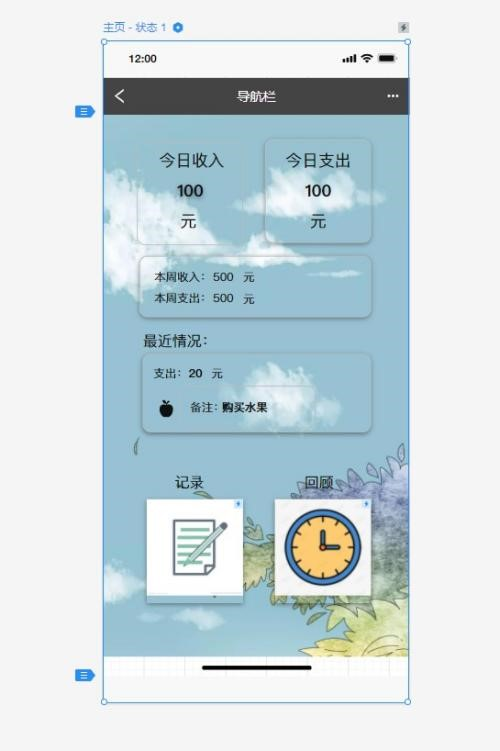 主页 - 状态 1
12:00
导航栏
今日收入
100
元
今日支出
100
元
本周收入： 500 元
本周支出： 500 元
最近情况：
支出：20 元
备注：购买水果
记录
回顾